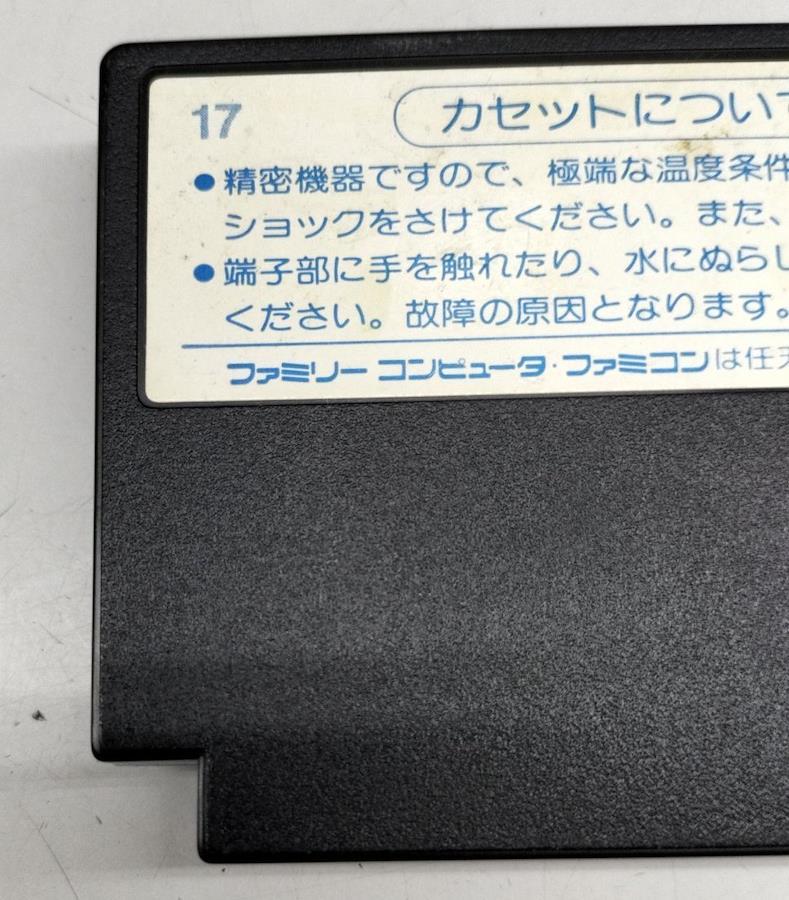 17
カセットについて
●精密機器ですので、極端な温度条件
ショックをさけてください。また、
●端子部に手を触れたり、水にぬらし
ください。故障の原因となります。
ファミリー コンピュータ・ファミコンは任天